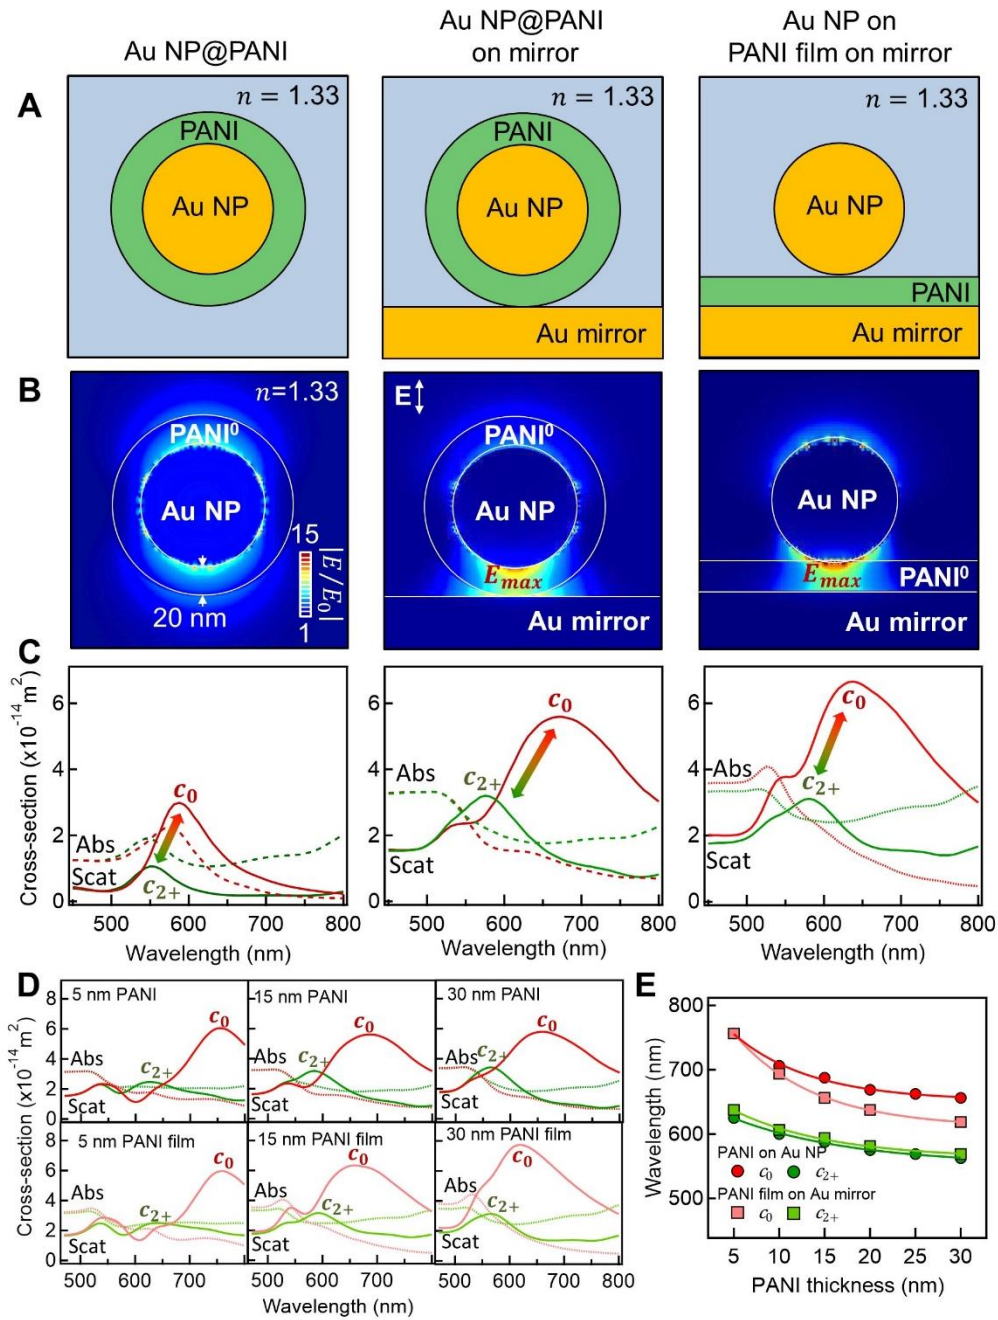 Au NP@PANI
Au NP@PANI
on mirror
Au NP on
PANI film on mirror
A
n = 1.33
PANI
Au NP
n = 1.33
PANI
Au NP
Au mirror
n = 1.33
Au NP
PANI
Au mirror
B
n=1.33
PANI⁰
Au NP
20 nm
15
1
|E/E₀|
E
PANI⁰
Au NP
Eₘₐₓ
Au mirror
Au NP
Eₘₐₓ
PANI⁰
Au mirror
C
Cross-section (x10⁻¹⁴m²)
6
4
2
0
Abs
Scat
c₀
c₂₊
500 600 700 800
Wavelength (nm)
6
4
2
0
Abs
Scat
c₀
c₂₊
500 600 700 800
Wavelength (nm)
6
4
2
0
Abs
Scat
c₀
c₂₊
500 600 700 800
Wavelength (nm)
D
Cross-section (x10⁻¹⁴m²)
8
6
4
2
0
5 nm PANI
Abs
Scat
c₀
c₂₊
15 nm PANI
c₀
c₂₊
30 nm PANI
Abs
Scat
c₀
c₂₊
8
6
4
2
0
5 nm PANI film
Abs
Scat
c₀
c₂₊
15 nm PANI film
Abs
Scat
c₀
c₂₊
30 nm PANI film
Abs
Scat
c₀
c₂₊
500 600 700 500 600 700 500 600 700 800
Wavelength (nm)
E
Wavelength (nm)
800
700
600
500
PANI on Au NP
c₀ c₂₊
PANI film on Au mirror
c₀ c₂₊
5 10 15 20 25 30
PANI thickness (nm)